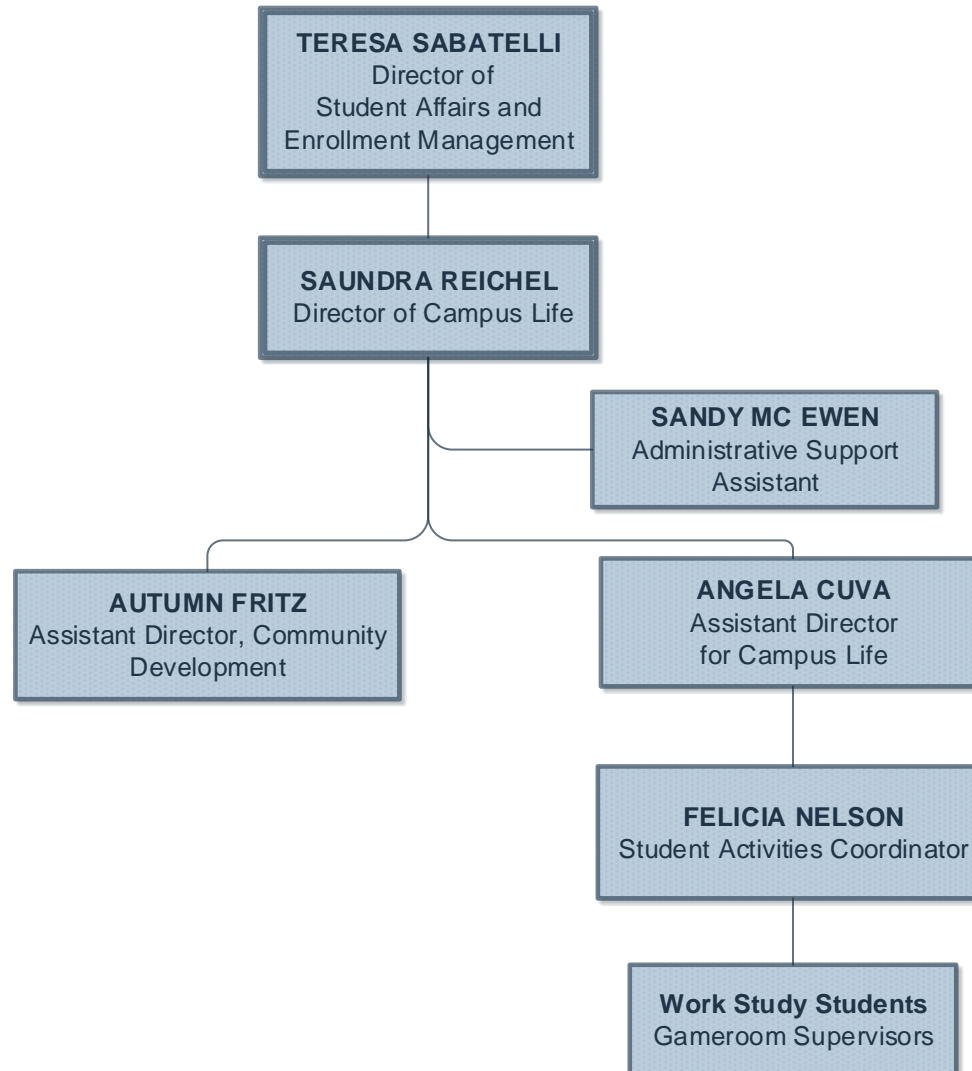 TERESA SABATELLI
Director of
Student Affairs and
Enrollment Management
SAUNDRA REICHEL
Director of Campus Life
SANDY MC EWEN
Administrative Support
Assistant
AUTUMN FRITZ
Assistant Director, Community
Development
ANGELA CUVA
Assistant Director
for Campus Life
FELICIA NELSON
Student Activities Coordinator
Work Study Students
Gameroom Supervisors